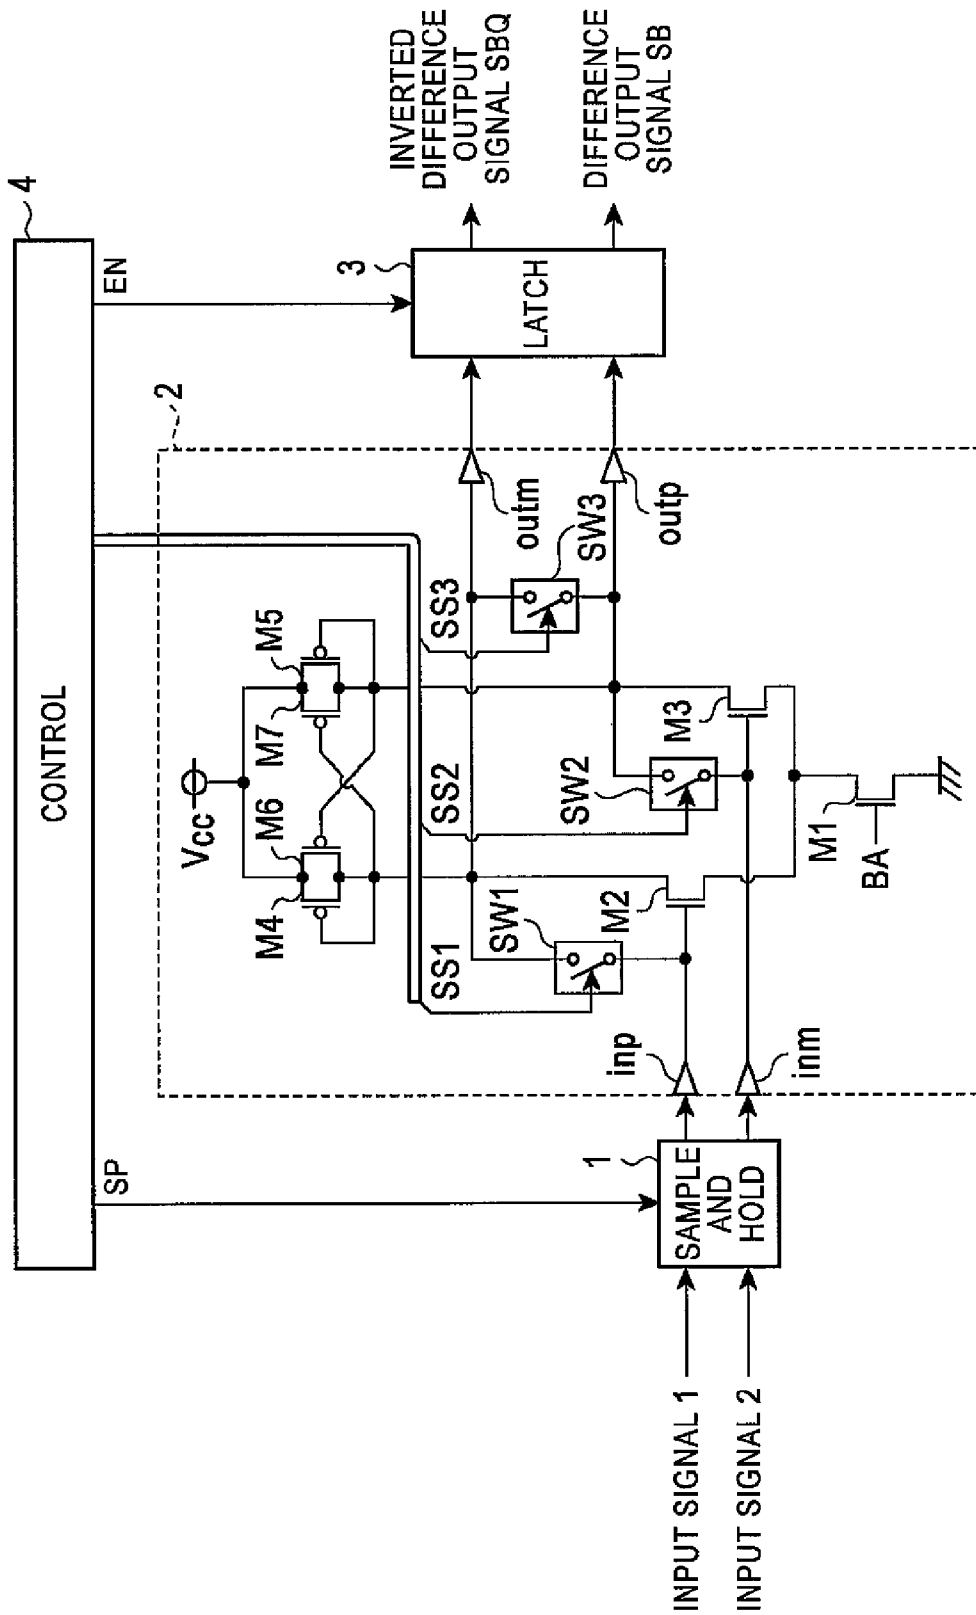 CONTROL
4
SP
EN
2
Vcc
M4
M6
M7
M5
SS1
SS2
SS3
SW1
SW2
SW3
outm
outp
M2
M3
M1
BA
inp
inm
1
SAMPLE
AND
HOLD
INPUT SIGNAL 1
INPUT SIGNAL 2
3
LATCH
INVERTED
DIFFERENCE
OUTPUT
SIGNAL SBQ
DIFFERENCE
OUTPUT
SIGNAL SB